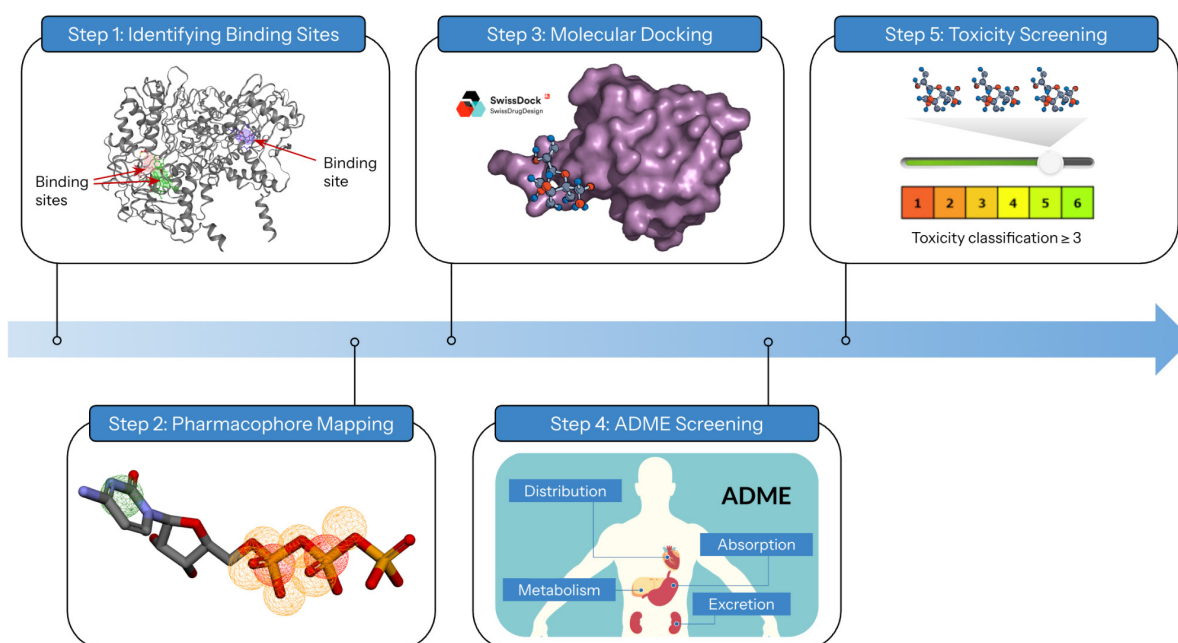 Step 1: Identifying Binding Sites
Binding
sites
Binding
site
Step 2: Pharmacophore Mapping
Step 3: Molecular Docking
SwissDock
SwissDrugDesign
Step 4: ADME Screening
ADME
Distribution
Absorption
Metabolism
Excretion
Step 5: Toxicity Screening
1 2 3 4 5 6
Toxicity classification ≥ 3